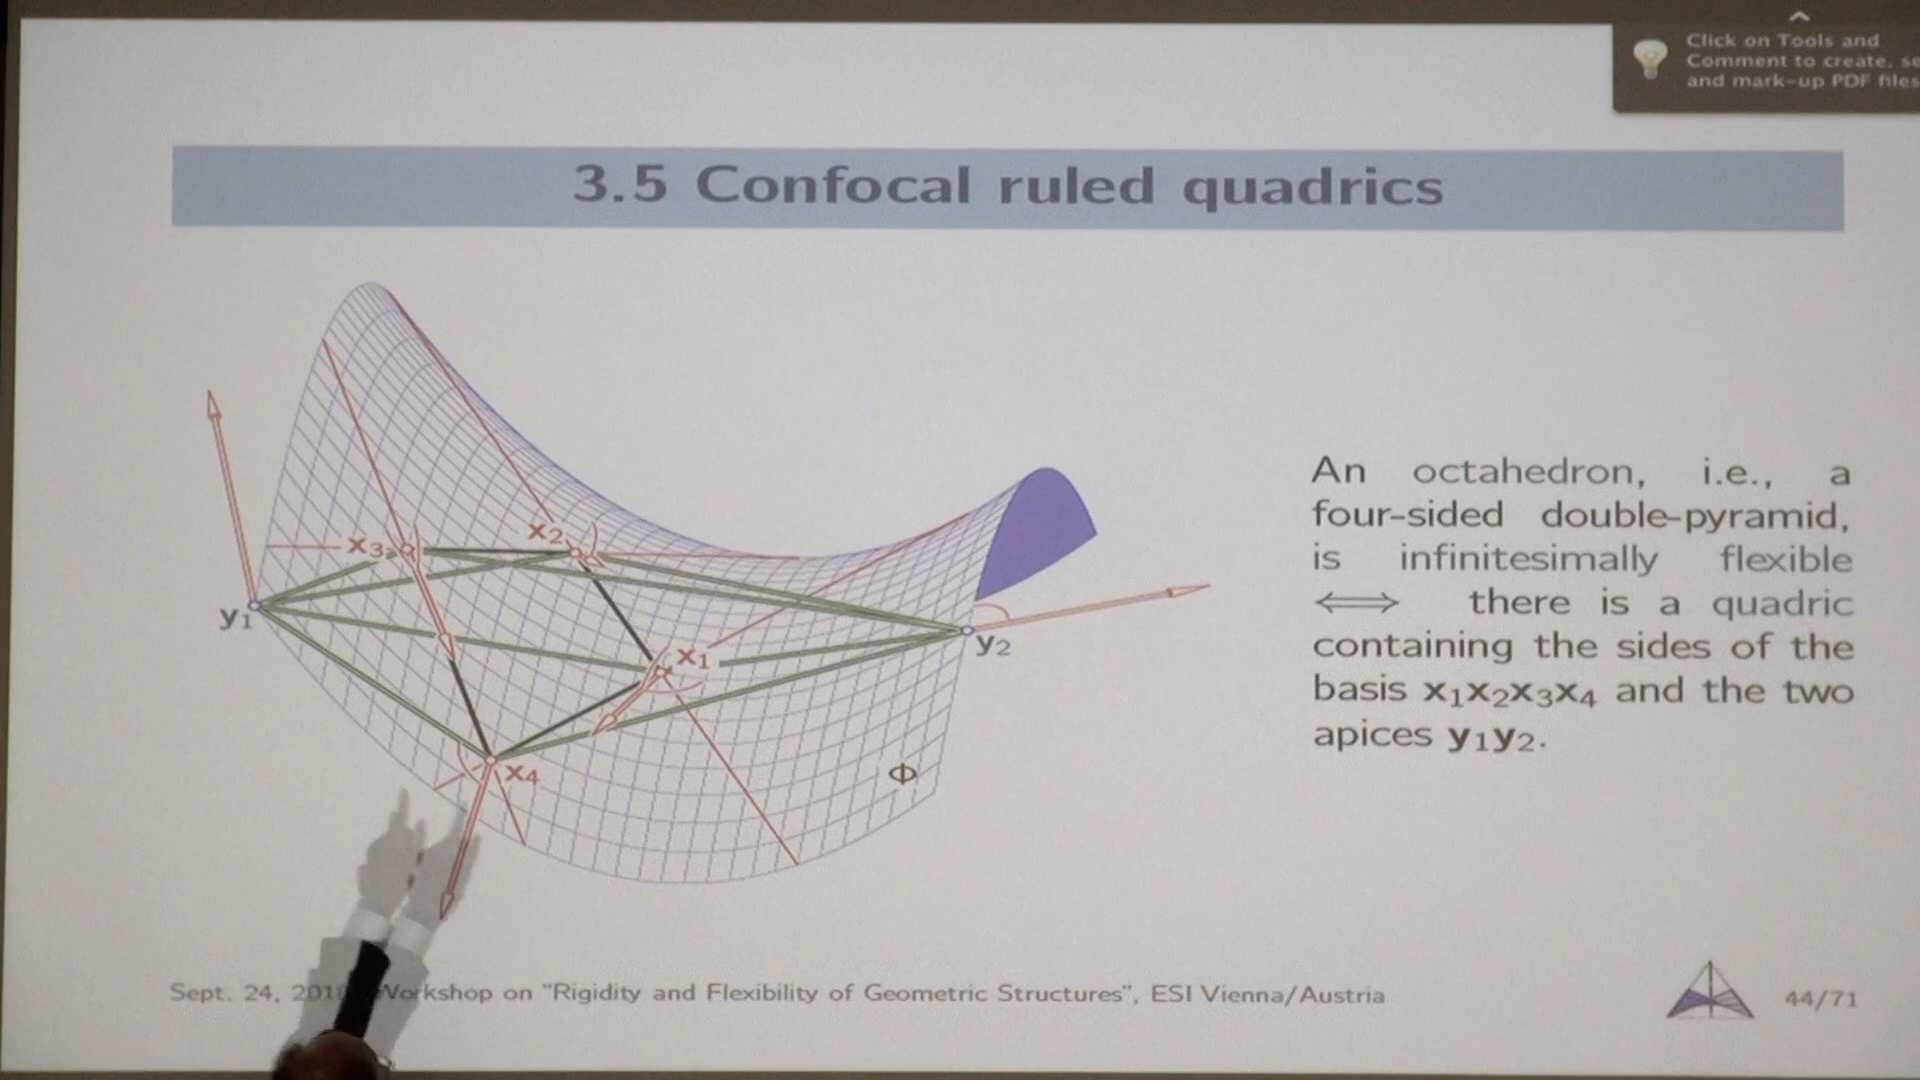 Click on Tools and
Comment to create, se
and mark-up PDF files
3.5 Confocal ruled quadrics
An octahedron, i.e., a
four-sided double-pyramid,
is infinitesimally flexible
⟺ there is a quadric
containing the sides of the
basis x₁x₂x₃x₄ and the two
apices y₁y₂.
x₂
x₃
y₁
y₂
x₁
x₄
Φ
Sept. 24, 201 Workshop on "Rigidity and Flexibility of Geometric Structures", ESI Vienna/Austria
44/71